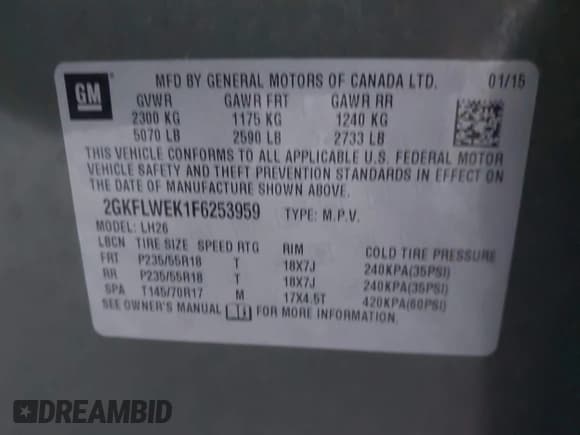 GM
MFD BY GENERAL MOTORS OF CANADA LTD. 01/15
GVWR GAWR FRT GAWR RR
2300 KG 1175 KG 1240 KG
5070 LB 2590 LB 2733 LB
THIS VEHICLE CONFORMS TO ALL APPLICABLE U.S. FEDERAL MOTOR
VEHICLE SAFETY AND THEFT PREVENTION STANDARDS IN EFFECT ON
THE DATE OF MANUFACTURE SHOWN ABOVE.
2GKFLWEK1F6253959 TYPE: M.P.V.
MODEL: LH26
LBCN TIRE SIZE SPEED RTG RIM COLD TIRE PRESSURE
FRT P235/55R18 T 18X7J 240KPA(35PSI)
RR P235/55R18 T 18X7J 240KPA(35PSI)
SPA T145/70R17 M 17X4.5T 420KPA(60PSI)
SEE OWNER'S MANUAL FOR MORE INFORMATION.
DREAMBID